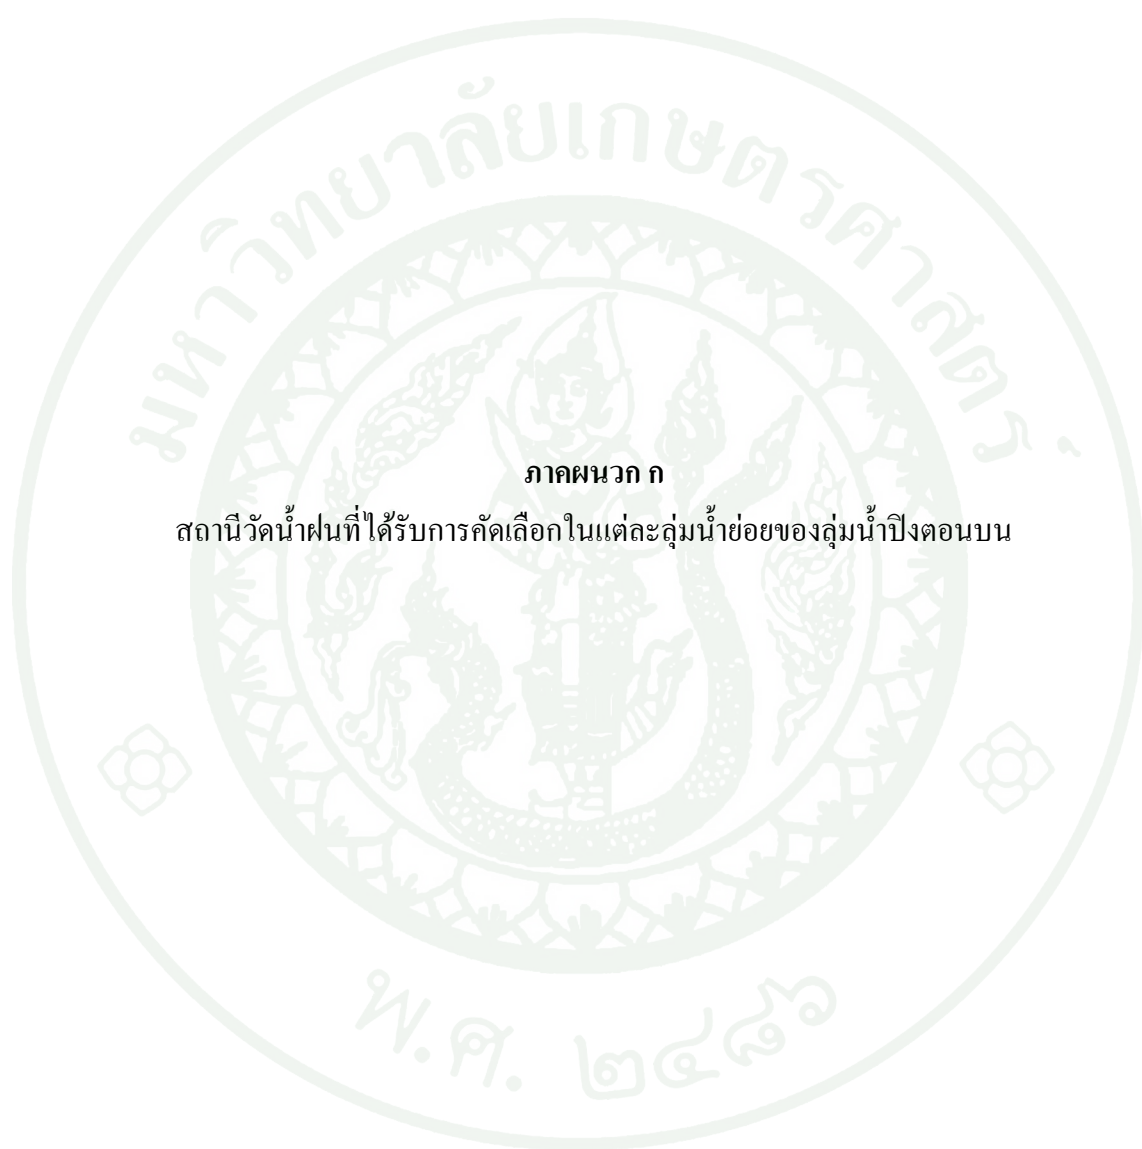 มหาวิทยาลัยเกษตรศาสตร์
ภาคผนวก ก
สถานีวัดน้ำฝนที่ได้รับการคัดเลือกในแต่ละลุ่มน้ำย่อยของลุ่มน้ำปิงตอนบน
พ.ศ. ๒๔๘๖